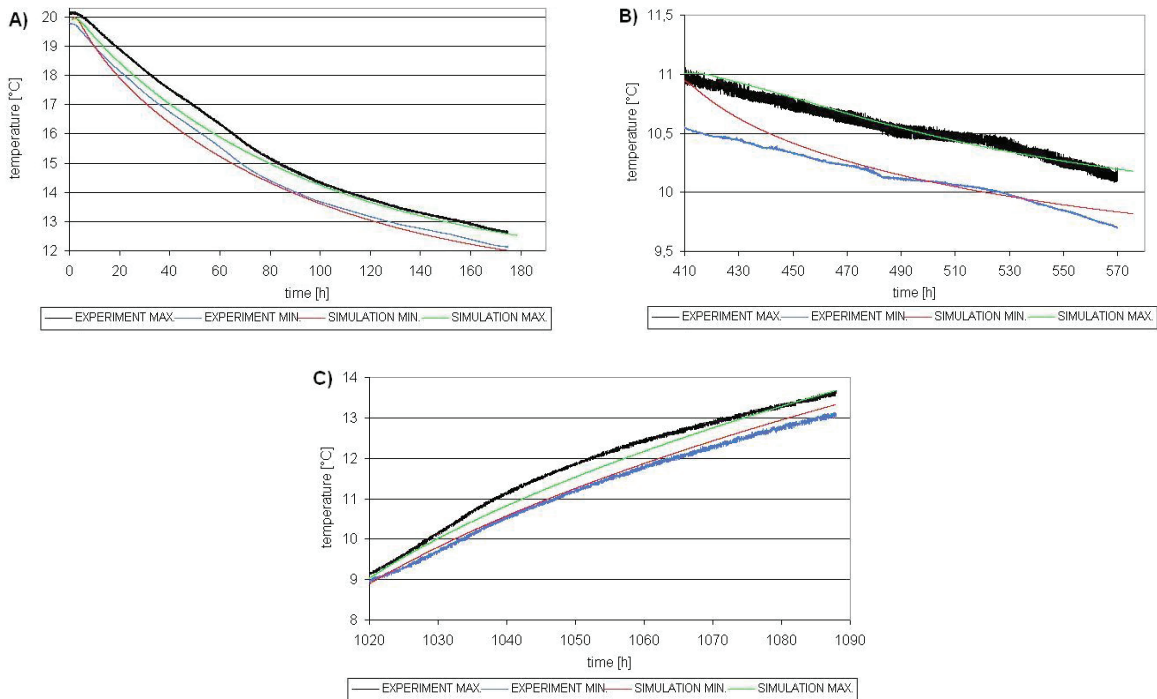 A)
temperature [°C]
20
19
18
17
16
15
14
13
12
0 20 40 60 80 100 120 140 160 180
time [h]
EXPERIMENT MAX. EXPERIMENT MIN. SIMULATION MIN. SIMULATION MAX.
B)
temperature [°C]
11,5
11
10,5
10
9,5
410 430 450 470 490 510 530 550 570
time [h]
EXPERIMENT MAX. EXPERIMENT MIN. SIMULATION MIN. SIMULATION MAX.
C)
temperature [°C]
14
13
12
11
10
9
8
1020 1030 1040 1050 1060 1070 1080 1090
time [h]
EXPERIMENT MAX. EXPERIMENT MIN. SIMULATION MIN. SIMULATION MAX.